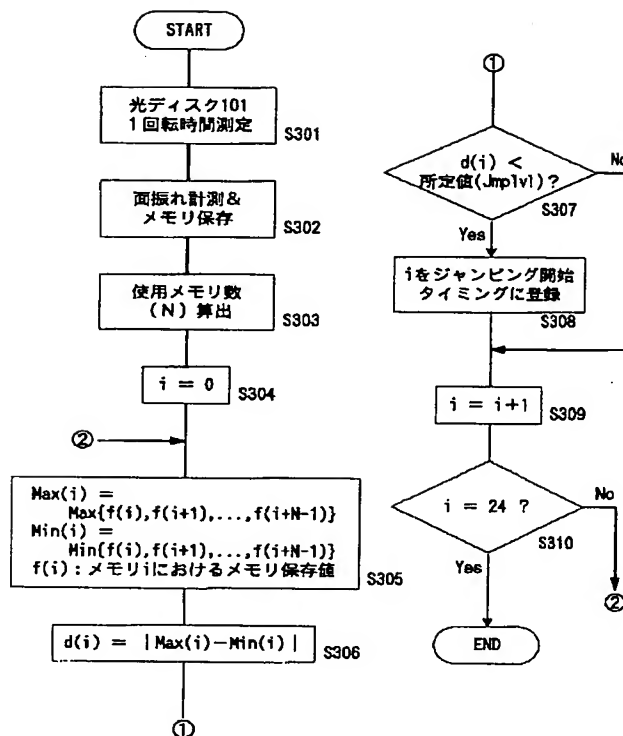 START
光ディスク101
1回転時間測定
S301
面振れ計測&
メモリ保存
S302
使用メモリ数
(N)算出
S303
i = 0
S304
②
Max(i) =
Max{f(i),f(i+1),...,f(i+N-1)}
Min(i) =
Min{f(i),f(i+1),...,f(i+N-1)}
f(i):メモリiにおけるメモリ保存値
S305
d(i) = |Max(i)-Min(i)|
S306
①
①
d(i) <
所定値(Jmplvl)?
No
S307
Yes
iをジャンピング開始
タイミングに登録
S308
i = i+1
S309
i = 24 ?
No
S310
Yes
②
END